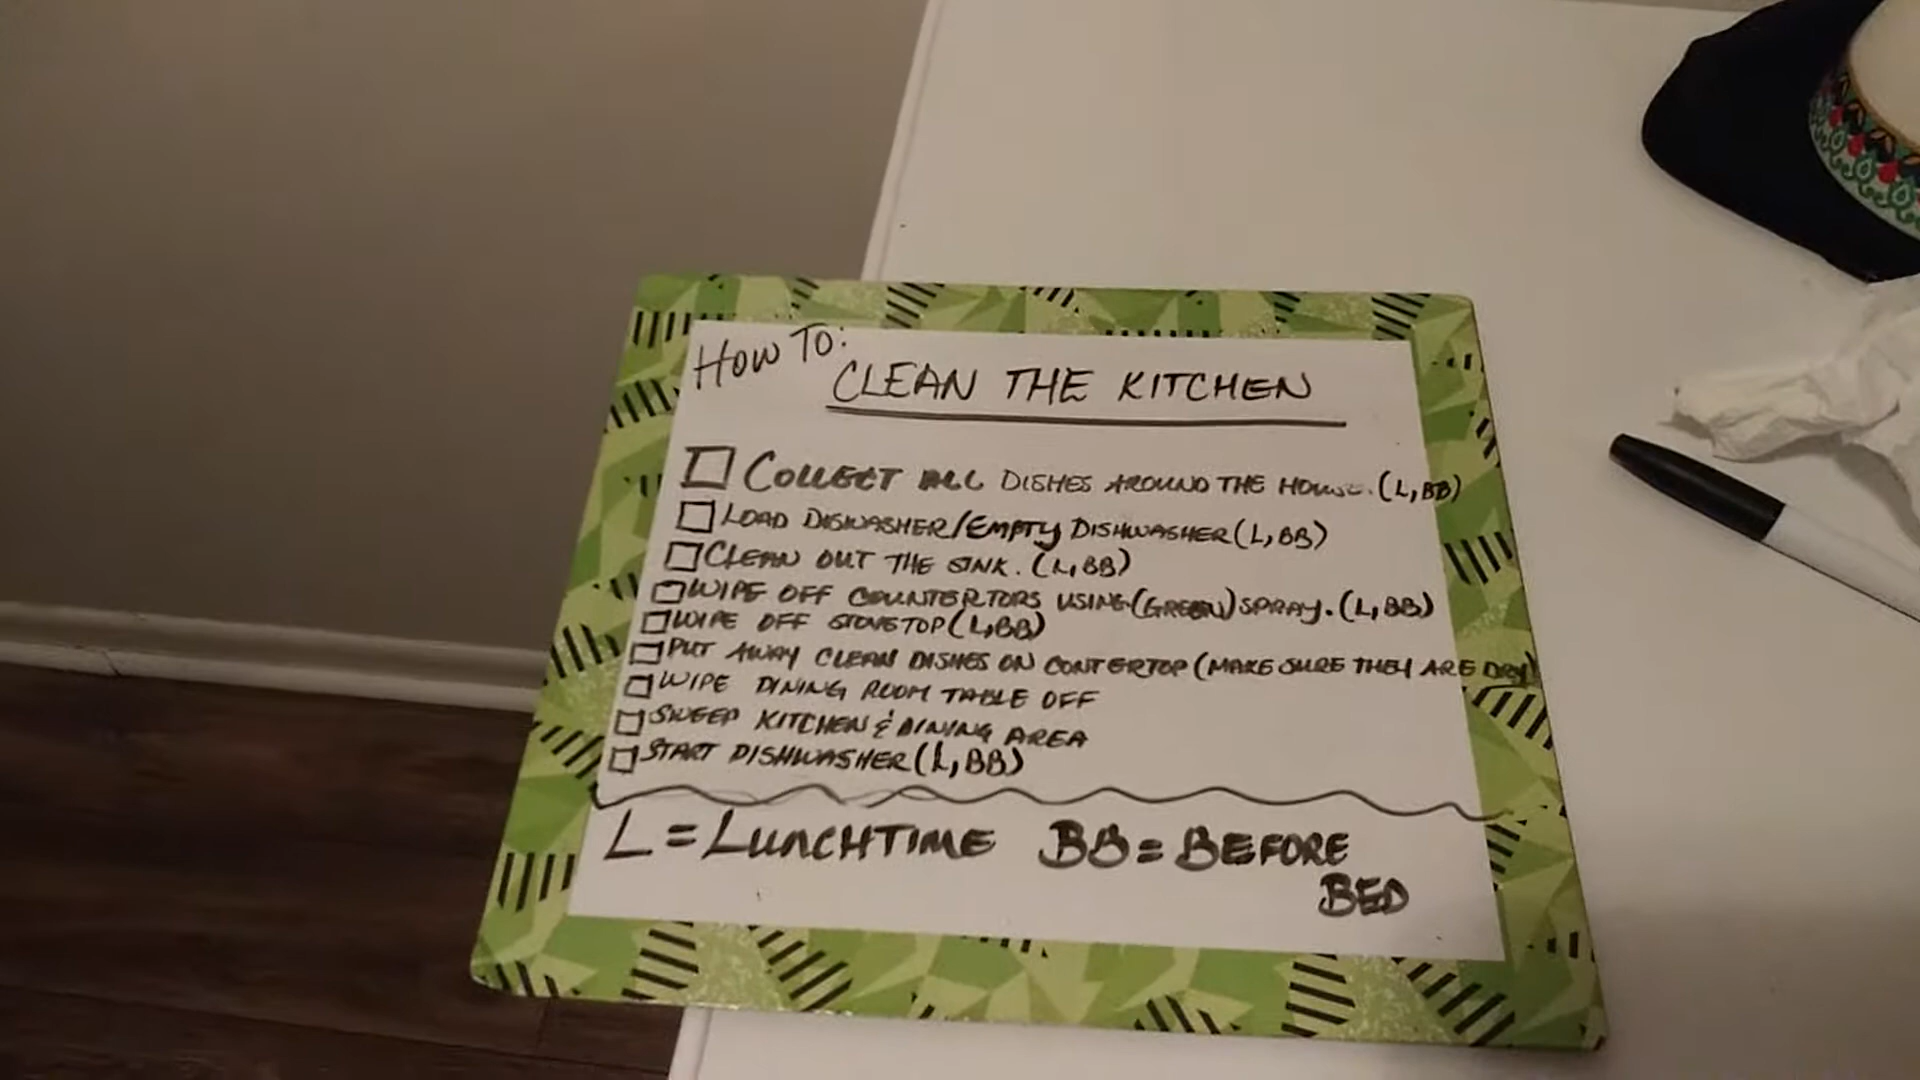 How To:
CLEAN THE KITCHEN
COLLECT ALL DISHES AROUND THE HOUSE. (L, BB)
LOAD DISWASHER/EMPTY DISHWASHER (L, BB)
CLEAN OUT THE SINK. (L, BB)
WIPE OFF COUNTERTORS USING (GREEN) SPRAY. (L, BB)
WIPE OFF STOVETOP (L, BB)
PUT AWAY CLEAN DISHES ON CONTERTOP (MAKE SURE THEY ARE DRY)
WIPE DINING ROOM TABLE OFF
SWEEP KITCHEN & DINING AREA
START DISHWASHER (L, BB)
L = LUNCHTIME BB = BEFORE
BED